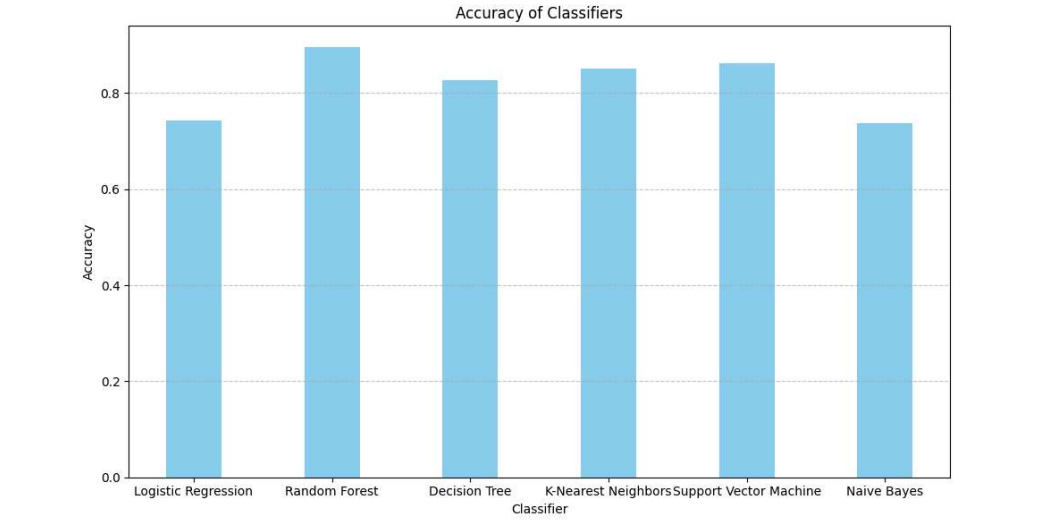 Accuracy of Classifiers
Accuracy
0.8
0.6
0.4
0.2
0.0
Logistic Regression
Random Forest
Decision Tree
K-Nearest Neighbors
Support Vector Machine
Naive Bayes
Classifier